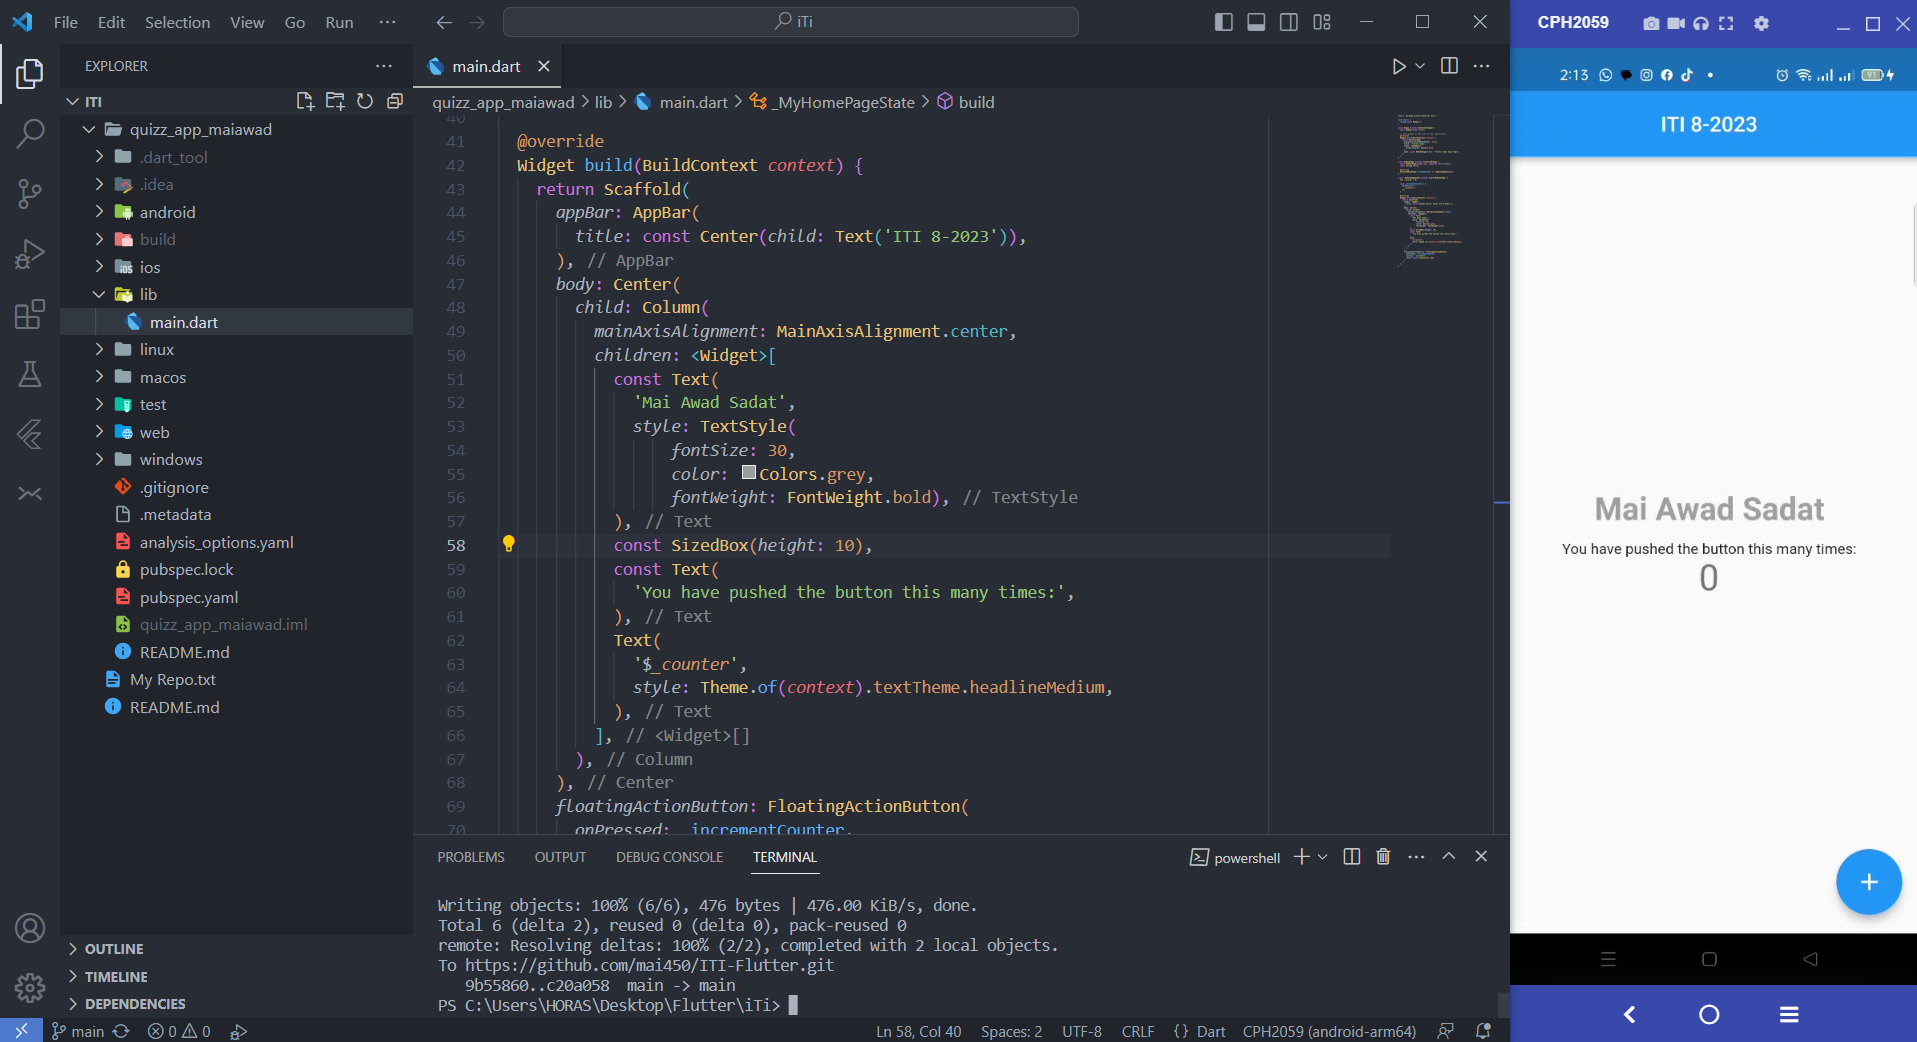 File Edit Selection View Go Run ···
iTi
CPH2059
EXPLORER
ITI
quizz_app_maiawad
.dart_tool
.idea
android
build
ios
lib
main.dart
linux
macos
test
web
windows
.gitignore
.metadata
analysis_options.yaml
pubspec.lock
pubspec.yaml
quizz_app_maiawad.iml
README.md
My Repo.txt
README.md
OUTLINE
TIMELINE
DEPENDENCIES
main.dart
quizz_app_maiawad > lib > main.dart > _MyHomePageState > build
40
41 @override
42 Widget build(BuildContext context) {
43 return Scaffold(
44 appBar: AppBar(
45 title: const Center(child: Text('ITI 8-2023')),
46 ), // AppBar
47 body: Center(
48 child: Column(
49 mainAxisAlignment: MainAxisAlignment.center,
50 children: <Widget>[
51 const Text(
52 'Mai Awad Sadat',
53 style: TextStyle(
54 fontSize: 30,
55 color: Colors.grey,
56 fontWeight: FontWeight.bold), // TextStyle
57 ), // Text
58 const SizedBox(height: 10),
59 const Text(
60 'You have pushed the button this many times:',
61 ), // Text
62 Text(
63 '$_counter',
64 style: Theme.of(context).textTheme.headlineMedium,
65 ), // Text
66 ], // <Widget>[]
67 ), // Column
68 ), // Center
69 floatingActionButton: FloatingActionButton(
70 onPressed: _incrementCounter,
PROBLEMS OUTPUT DEBUG CONSOLE TERMINAL
powershell
Writing objects: 100% (6/6), 476 bytes | 476.00 KiB/s, done.
Total 6 (delta 2), reused 0 (delta 0), pack-reused 0
remote: Resolving deltas: 100% (2/2), completed with 2 local objects.
To https://github.com/mai450/ITI-Flutter.git
9b55860..c20a058 main -> main
PS C:\Users\HORAS\Desktop\Flutter\iTi>
main 0 0
Ln 58, Col 40 Spaces: 2 UTF-8 CRLF {} Dart CPH2059 (android-arm64)
2:13
91
ITI 8-2023
Mai Awad Sadat
You have pushed the button this many times:
0
+